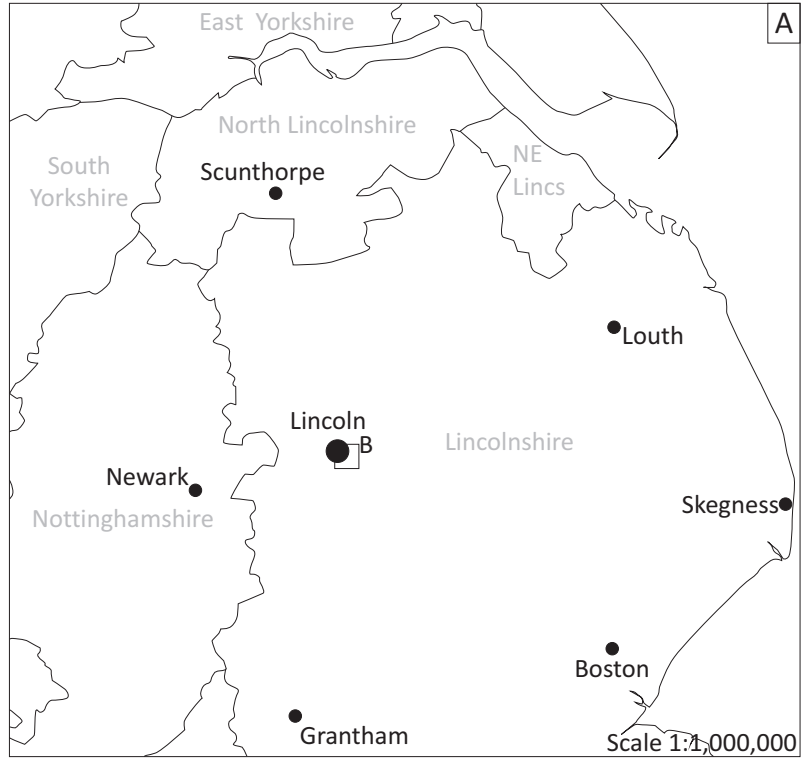 East Yorkshire
A
North Lincolnshire
South
Yorkshire
NE
Lincs
Scunthorpe
Louth
Lincoln
B
Lincolnshire
Newark
Nottinghamshire
Skegness
Boston
Grantham
Scale 1:1,000,000